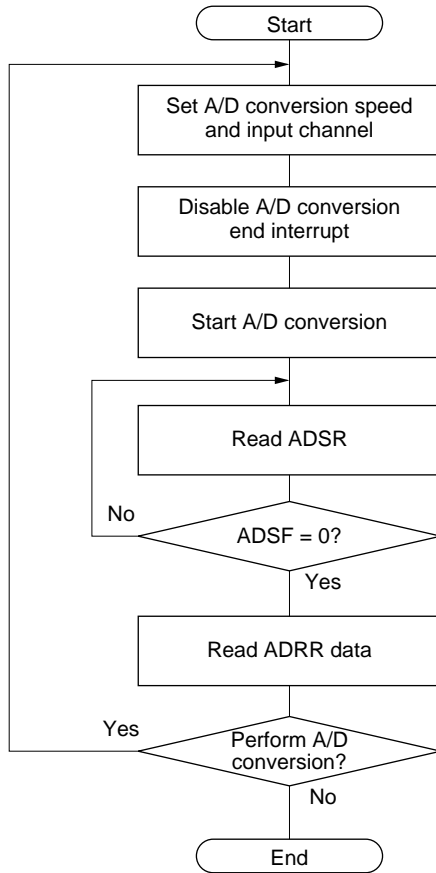 Start
Set A/D conversion speed
and input channel
Disable A/D conversion
end interrupt
Start A/D conversion
Read ADSR
No
ADSF = 0?
Yes
Read ADRR data
Yes
Perform A/D
conversion?
No
End